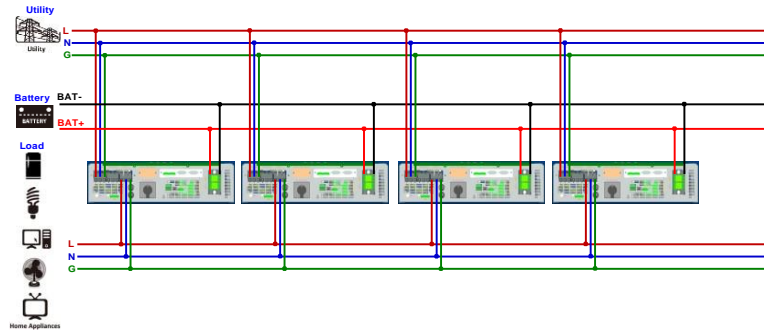 Utility
Utility
L
N
G
Battery
BAT-
BATTERY
BAT+
Load
L
N
G
Home Appliances